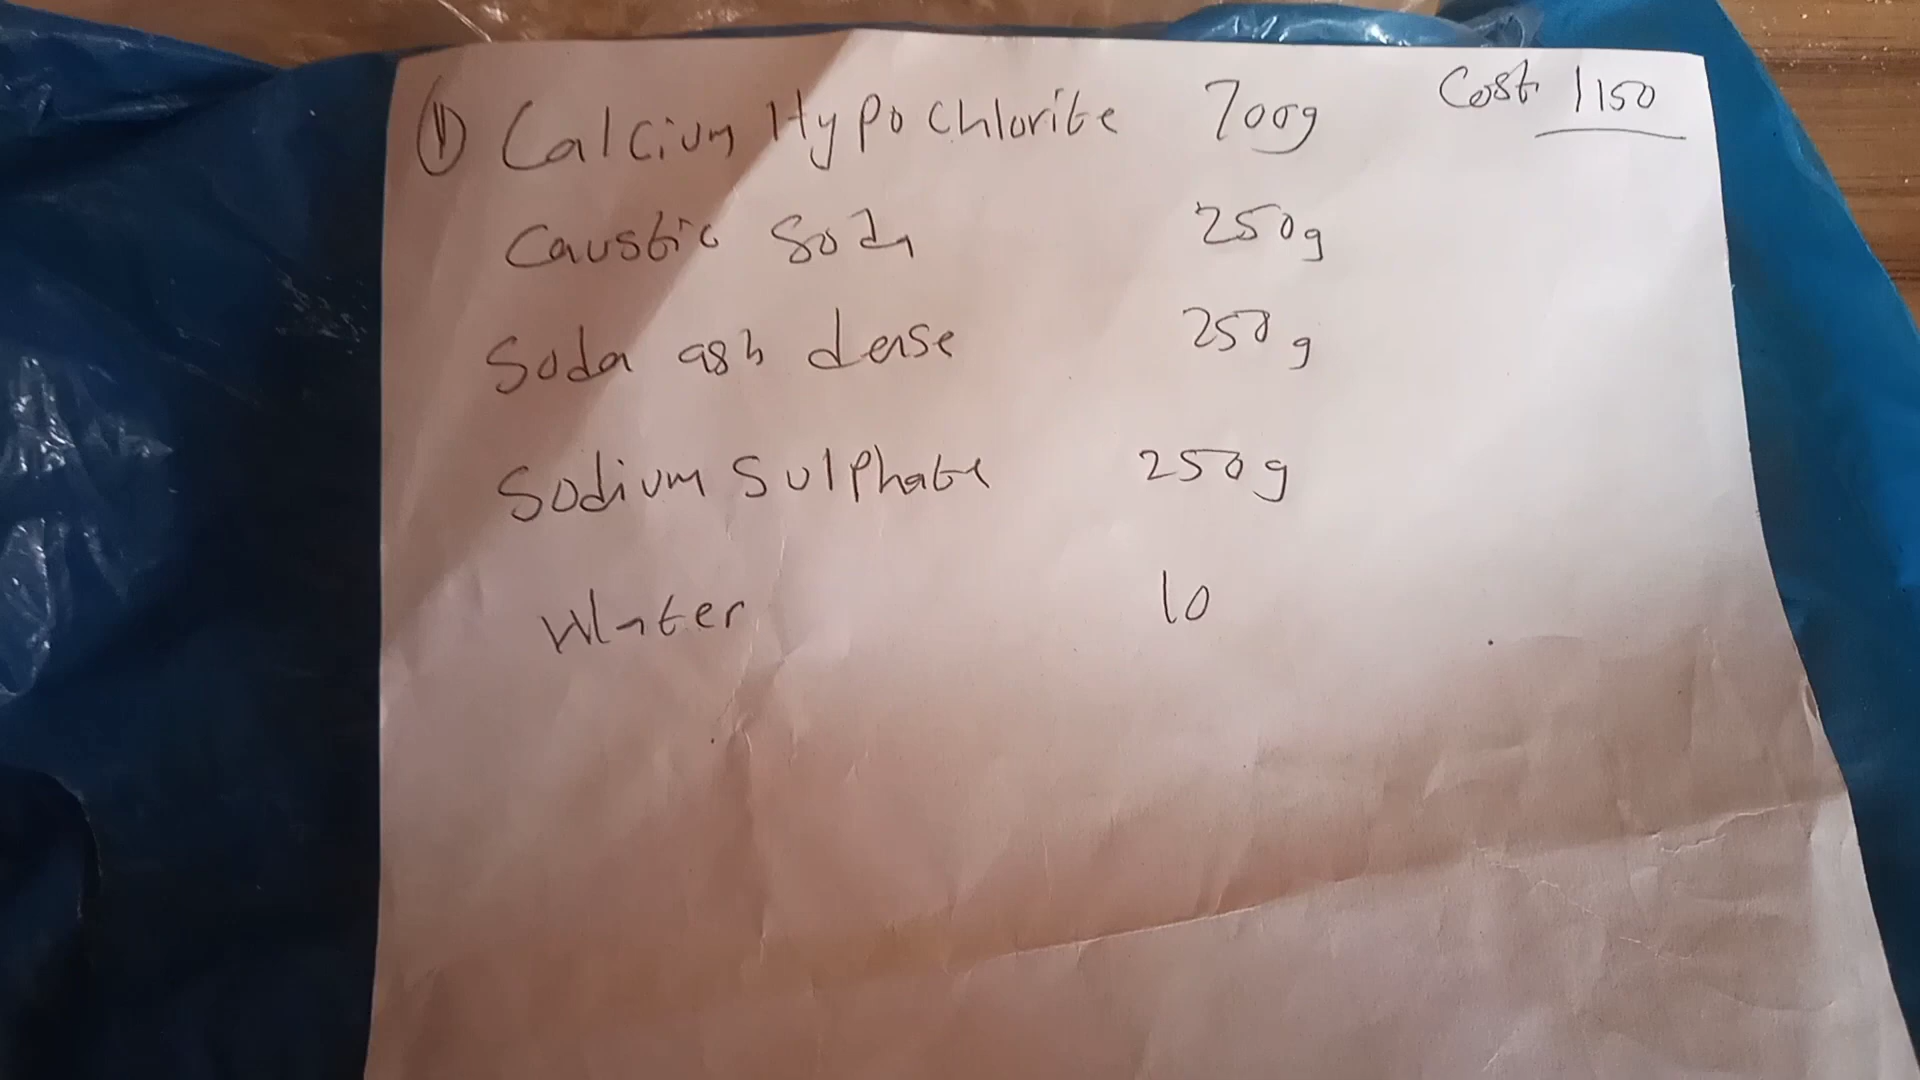 (1) Calcium Hypochlorite 700g Cost 1150
Caustic Soda 250g
Soda ash dense 250g
Sodium Sulphate 250g
Water 10